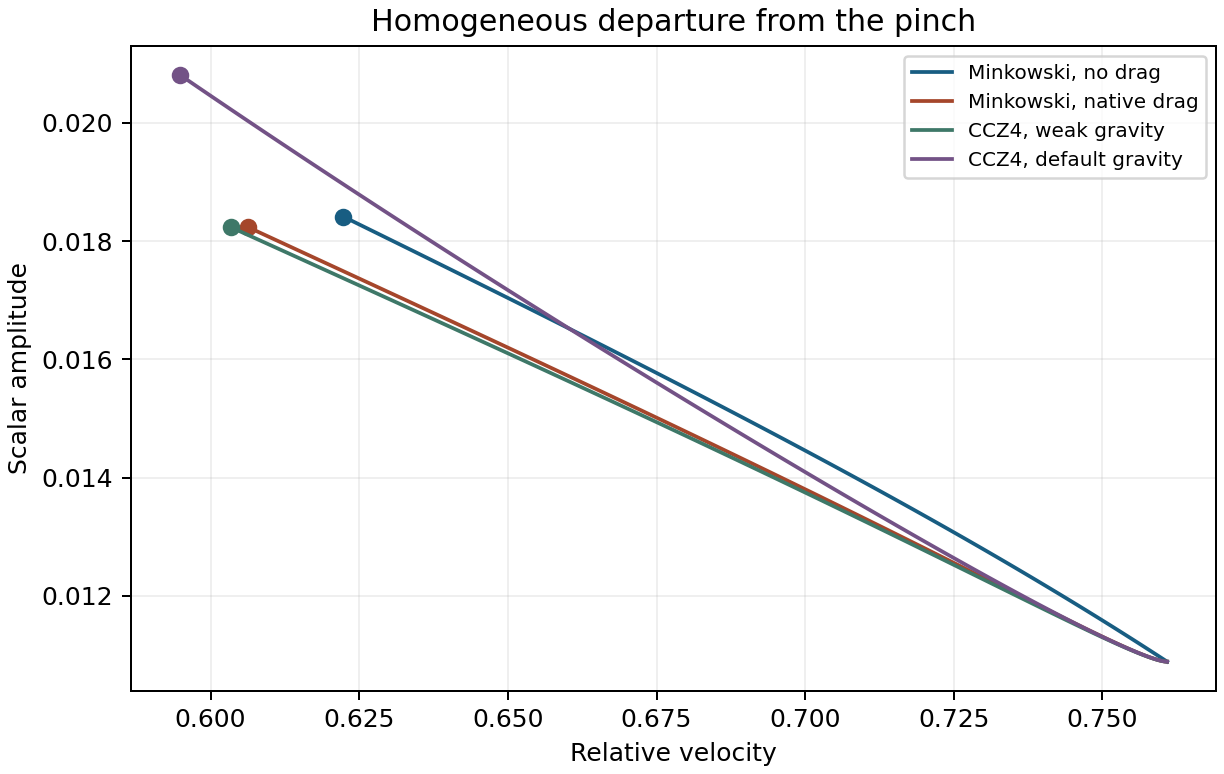 Homogeneous departure from the pinch
Minkowski, no drag
Minkowski, native drag
CCZ4, weak gravity
CCZ4, default gravity
Scalar amplitude
0.020
0.018
0.016
0.014
0.012
0.600
0.625
0.650
0.675
0.700
0.725
0.750
Relative velocity